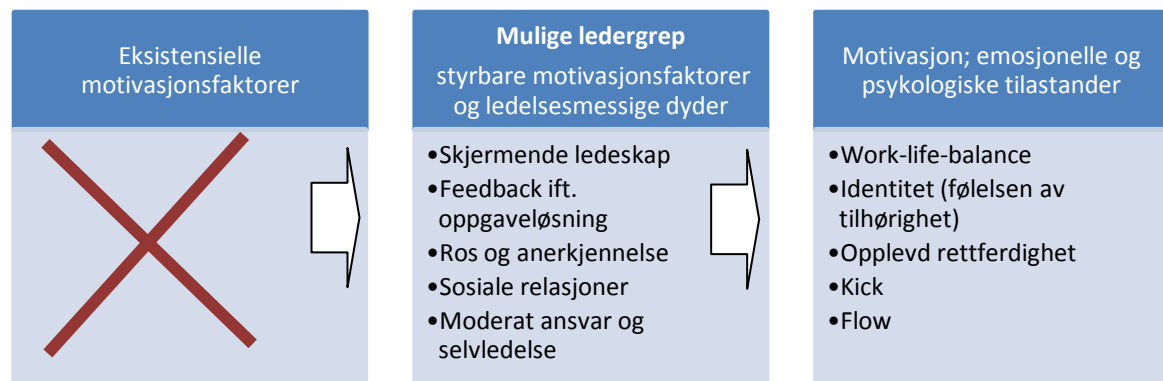 Eksistensielle
motivasjonsfaktorer
Mulige ledergrep
styrbare motivasjonsfaktorer
og ledelsesmessige dyder
•Skjermende ledeskap
•Feedback ift.
oppgaveløsning
•Ros og anerkjennelse
•Sosiale relasjoner
•Moderat ansvar og
selvledelse
Motivasjon; emosjonelle og
psykologiske tilastander
•Work-life-balance
•Identitet (følelsen av
tilhørighet)
•Opplevd rettferdighet
•Kick
•Flow